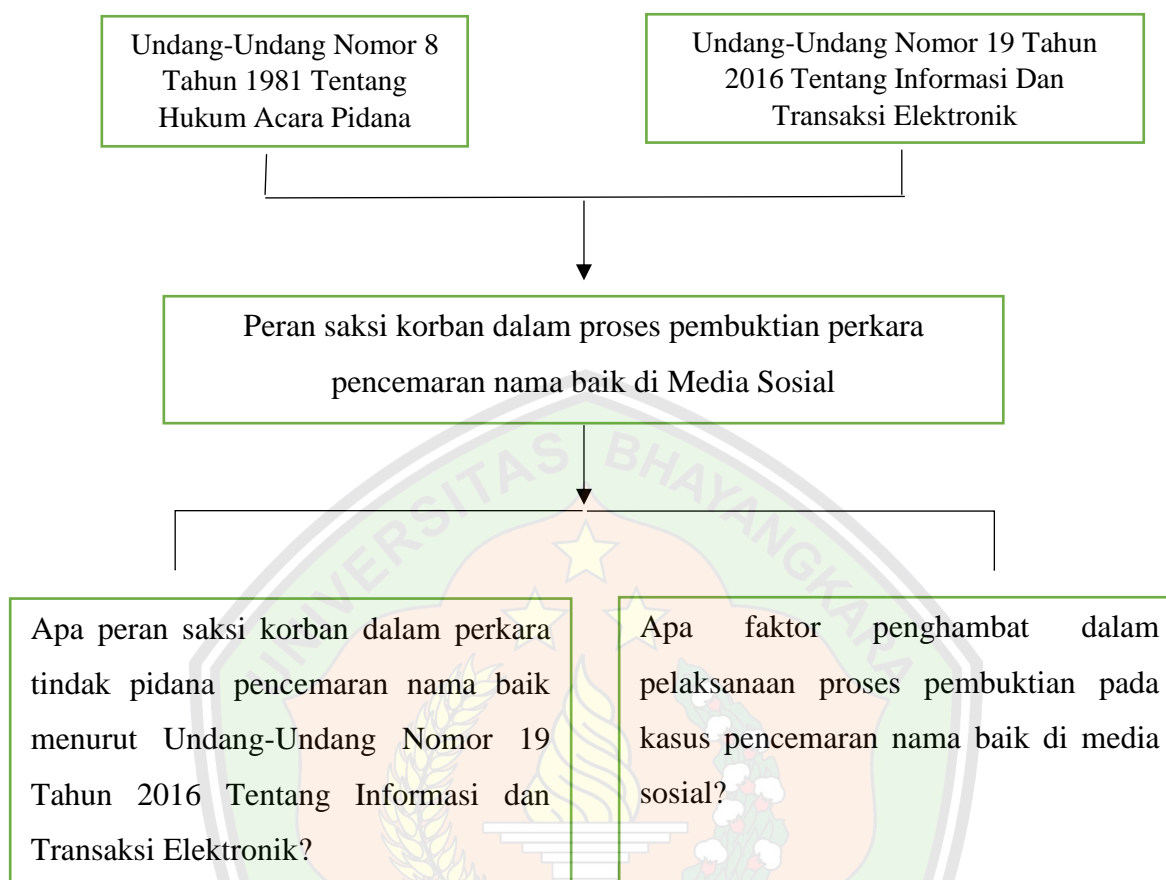 Undang-Undang Nomor 8
Tahun 1981 Tentang
Hukum Acara Pidana
Undang-Undang Nomor 19 Tahun
2016 Tentang Informasi Dan
Transaksi Elektronik
Peran saksi korban dalam proses pembuktian perkara
pencemaran nama baik di Media Sosial
UNIVERSITAS BHAYANGKARA
Apa peran saksi korban dalam perkara
tindak pidana pencemaran nama baik
menurut Undang-Undang Nomor 19
Tahun 2016 Tentang Informasi dan
Transaksi Elektronik?
Apa faktor penghambat dalam
pelaksanaan proses pembuktian pada
kasus pencemaran nama baik di media
sosial?